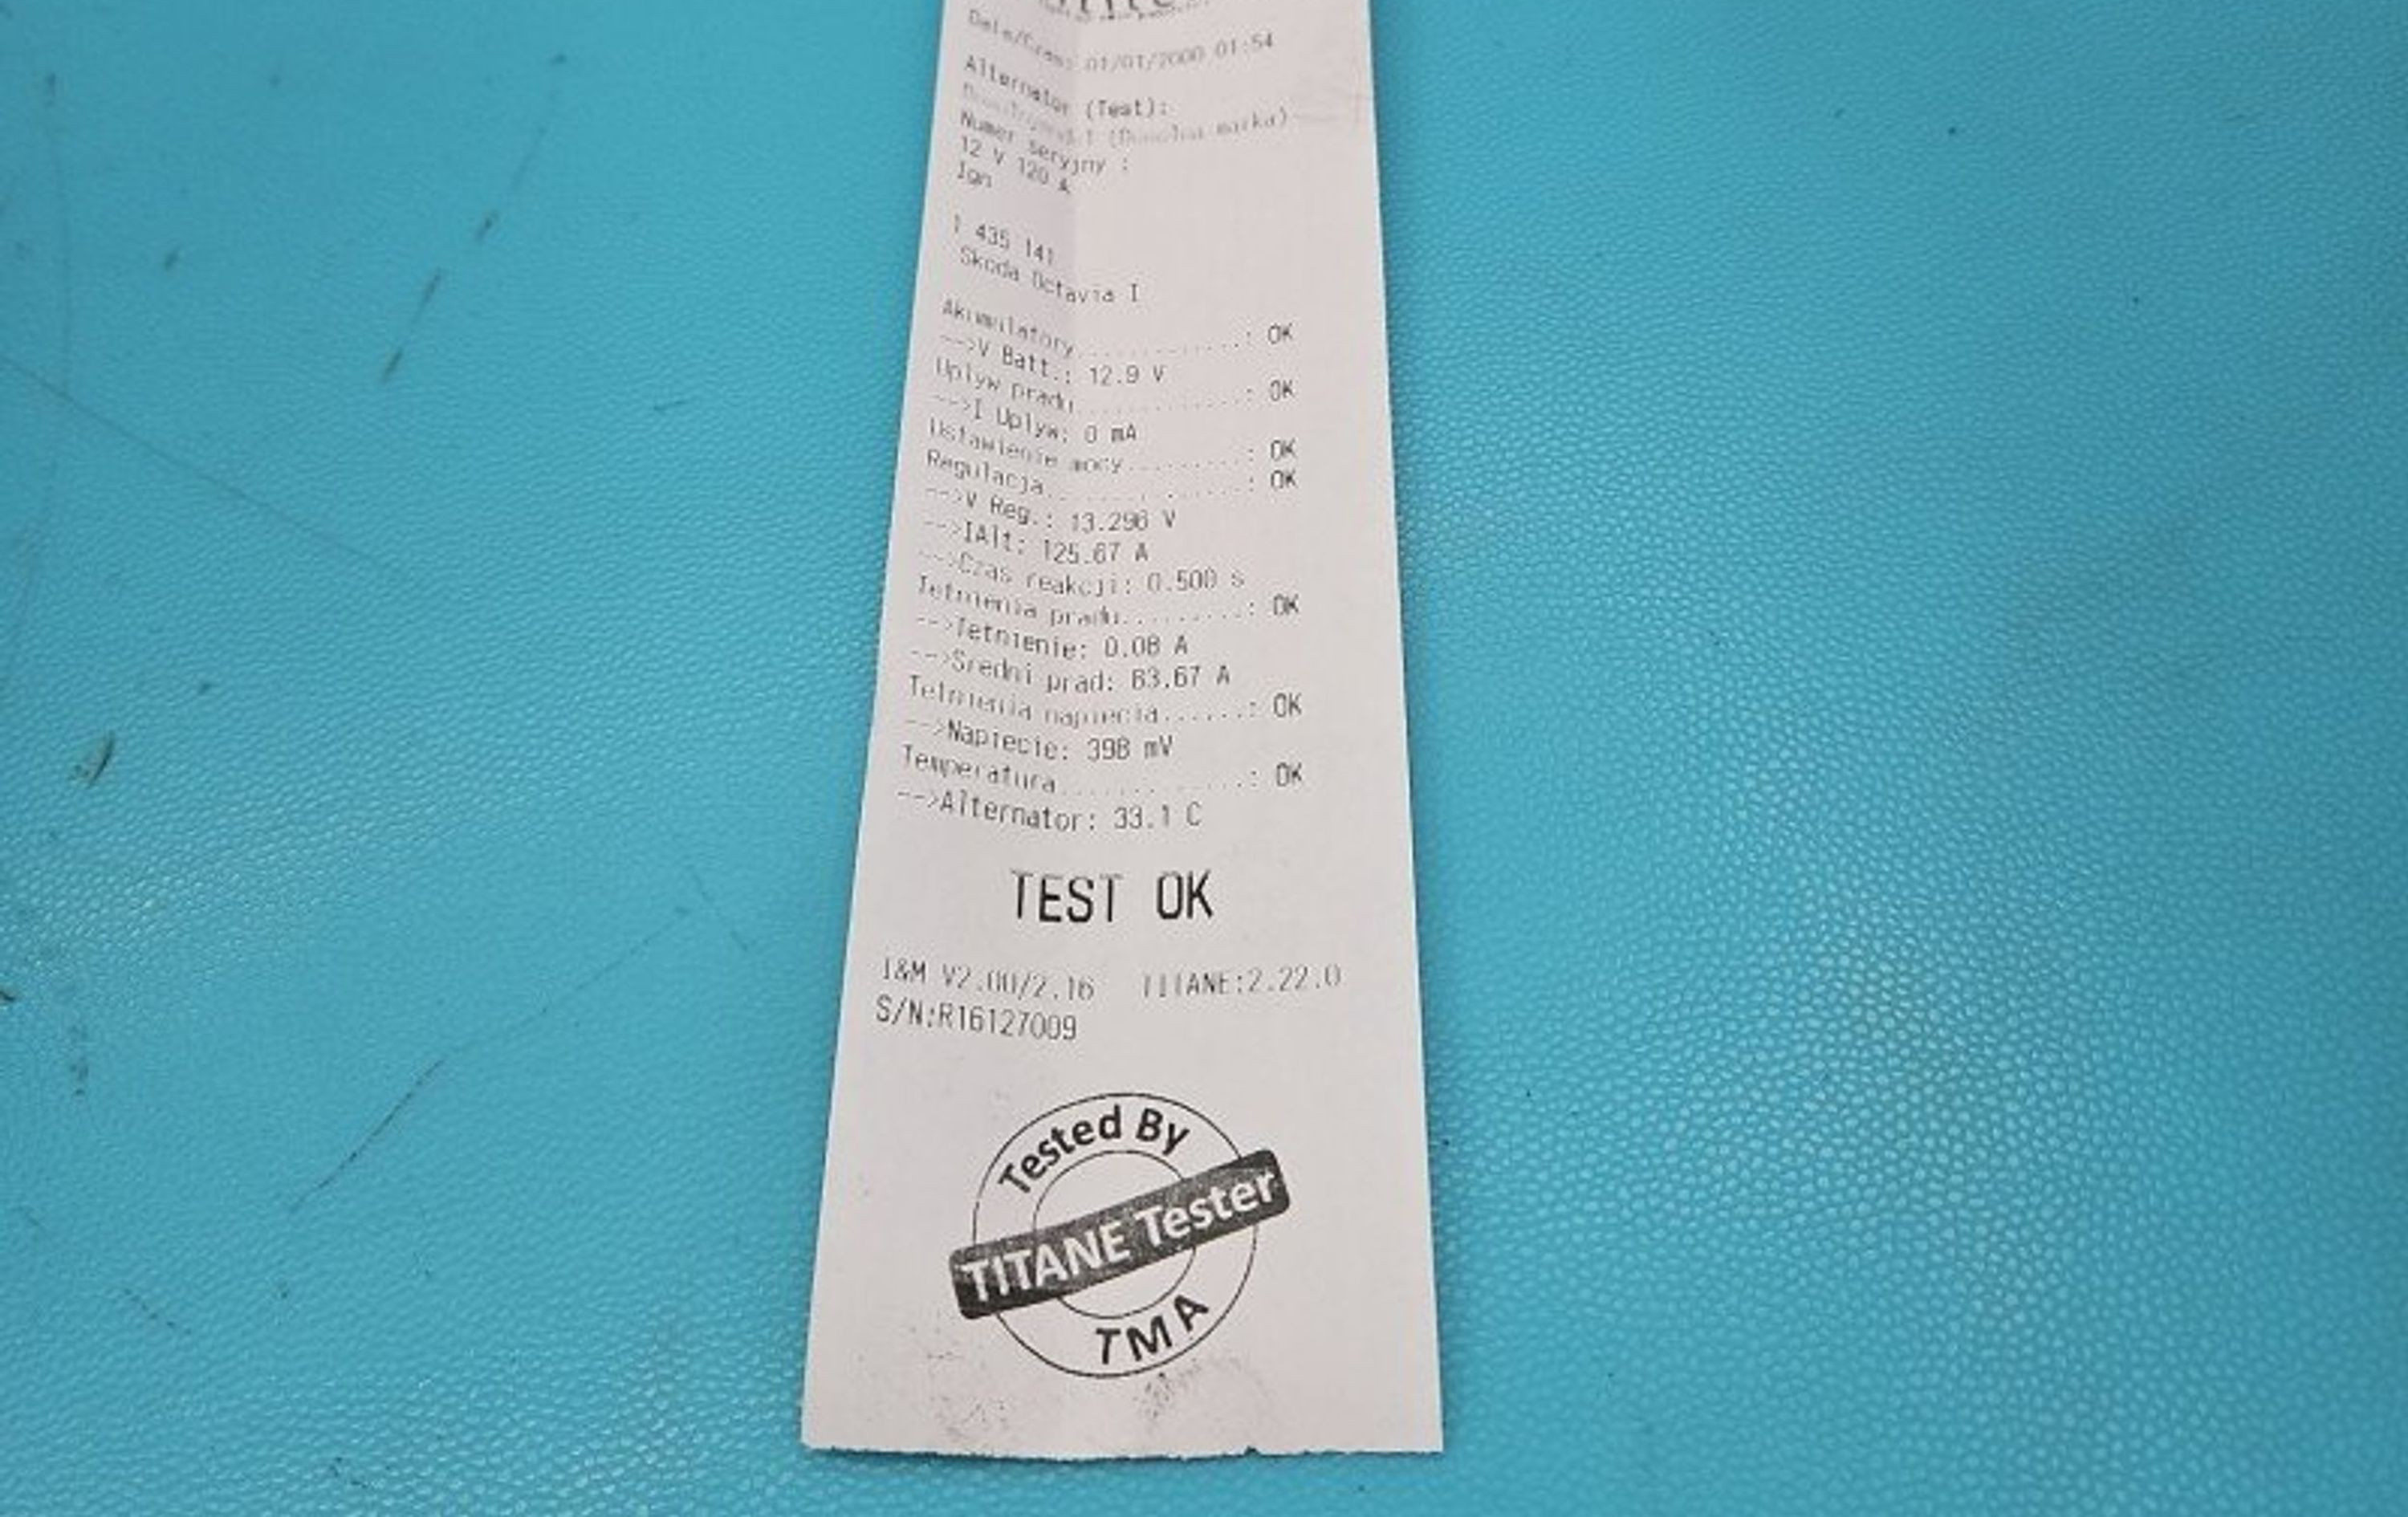 Data/Czas: 01/01/2000 01:54
Alternator (Test):
(Dowolna marka)
Numer seryjny :
12 V 120 A
Ign
1 435 141
Skoda Octavia I
Akumulatory.............: OK
-->V Batt.: 12.9 V
Uplyw pradu.............: OK
-->I Uplyw: 0 mA
Ustawienie mocy.........: OK
Regulacja...............: OK
-->V Reg.: 13.296 V
-->IAlt: 125.67 A
-->Czas reakcji: 0.500 s
Tetnienia pradu.........: OK
-->Tetnienie: 0.08 A
-->Sredni prad: 63.67 A
Tetnienia napiecia......: OK
-->Napiecie: 398 mV
Temperatura.............: OK
-->Alternator: 33.1 C
TEST OK
I&M V2.00/2.16 TITANE:2.22.0
S/N:R16127009
Tested By
TITANE Tester
TMA